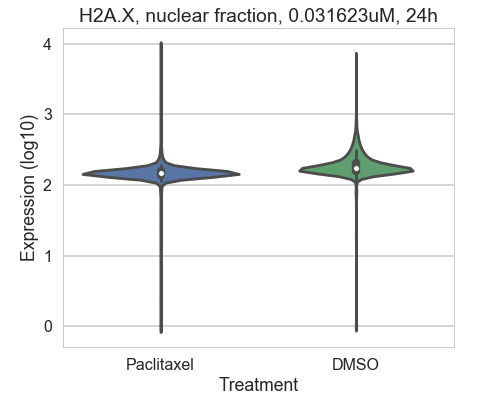 H2A.X, nuclear fraction, 0.031623uM, 24h
4
3
2
1
0
Expression (log10)
Paclitaxel
DMSO
Treatment